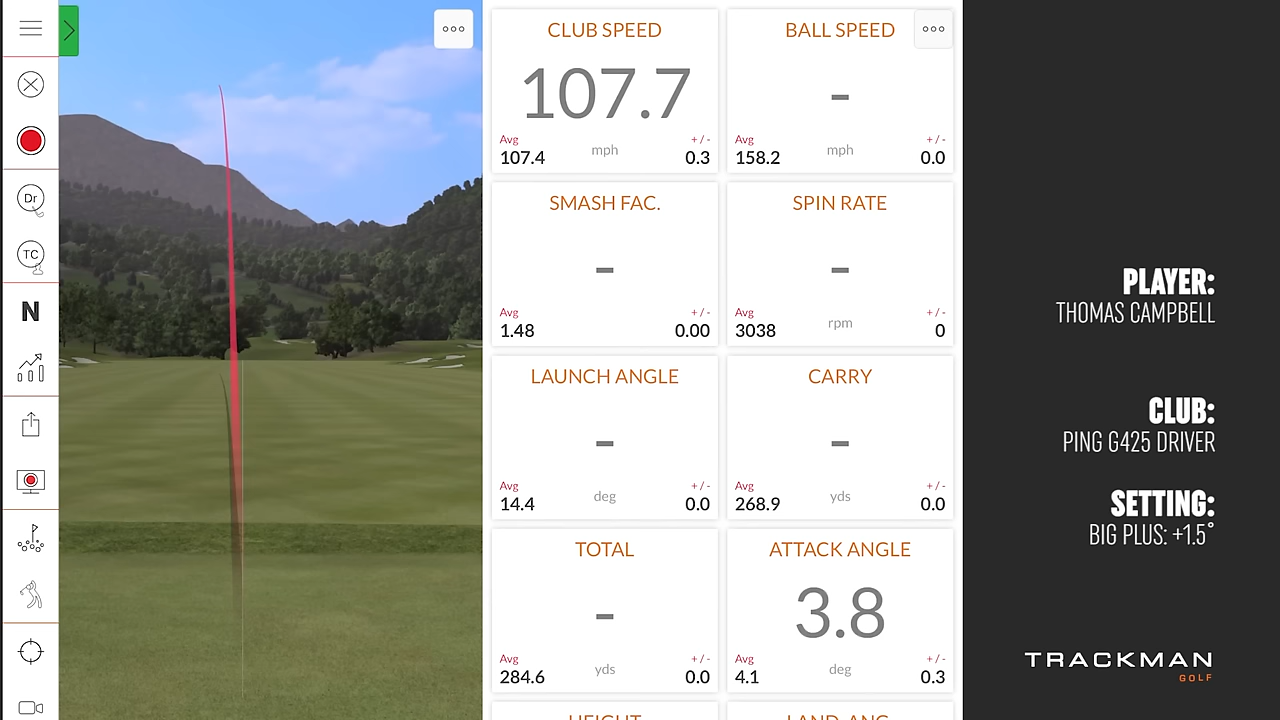 Dr
TC
N
CLUB SPEED
107.7
Avg
107.4
mph
+ / -
0.3
BALL SPEED
-
Avg
158.2
mph
+ / -
0.0
SMASH FAC.
-
Avg
1.48
+ / -
0.00
SPIN RATE
-
Avg
3038
rpm
+ / -
0
LAUNCH ANGLE
-
Avg
14.4
deg
+ / -
0.0
CARRY
-
Avg
268.9
yds
+ / -
0.0
TOTAL
-
Avg
284.6
yds
+ / -
0.0
ATTACK ANGLE
3.8
Avg
4.1
deg
+ / -
0.3
HEIGHT
LAND. ANG.
PLAYER:
THOMAS CAMPBELL
CLUB:
PING G425 DRIVER
SETTING:
BIG PLUS: +1.5°
TRACKMAN
GOLF